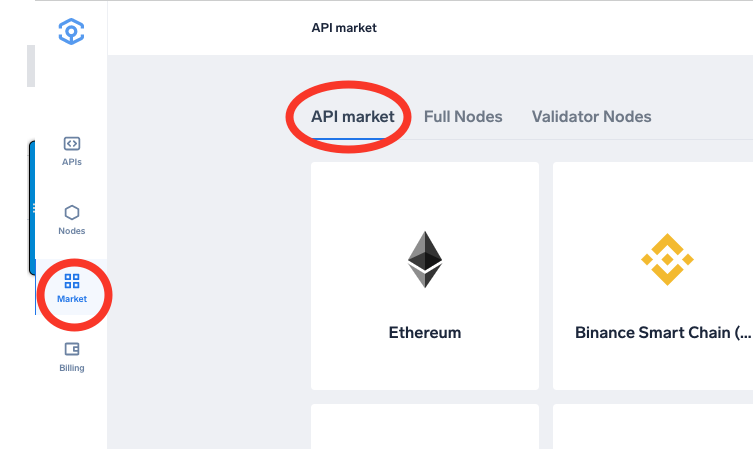 API market
API market Full Nodes Validator Nodes
APIs
Nodes
Market
Billing
Ethereum
Binance Smart Chain (...